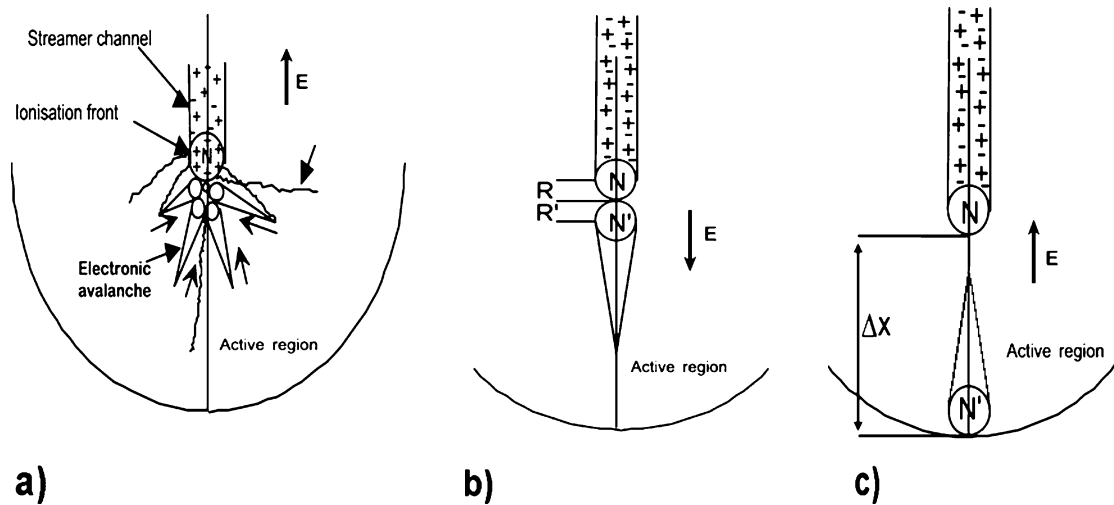 Streamer channel
E
Ionisation front
N
Electronic
avalanche
Active region
a)
N
R
R'
N'
E
Active region
b)
N
E
ΔX
Active region
N'
c)